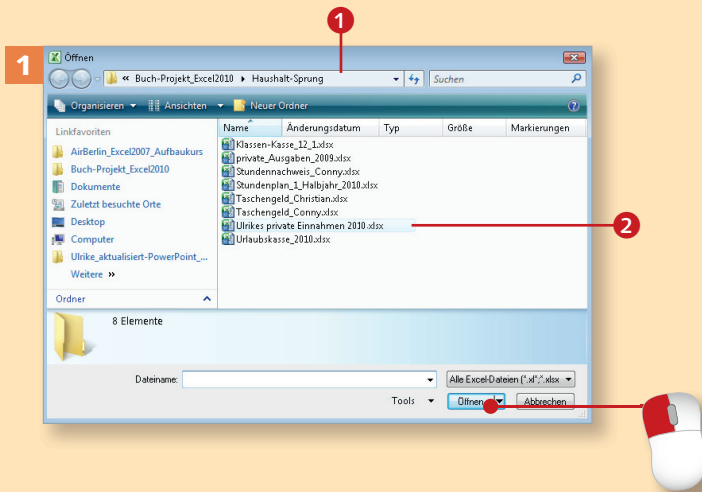 1
1
Öffnen
« Buch-Projekt_Excel2010 ▸ Haushalt-Sprung
Suchen
Organisieren Ansichten Neuer Ordner
Linkfavoriten
AirBerlin_Excel2007_Aufbaukurs
Buch-Projekt_Excel2010
Dokumente
Zuletzt besuchte Orte
Desktop
Computer
Ulrike_aktualisiert-PowerPoint_...
Weitere »
Ordner
Name Änderungsdatum Typ Größe Markierungen
Klassen-Kasse_12_1.xlsx
private_Ausgaben_2009.xlsx
Stundennachweis_Conny.xlsx
Stundenplan_1_Halbjahr_2010.xlsx
Taschengeld_Christian.xlsx
Taschengeld_Conny.xlsx
Ulrikes private Einnahmen 2010.xlsx
Urlaubskasse_2010.xlsx
2
8 Elemente
Dateiname:
Alle Excel-Dateien (*.xl*;*.xlsx
Tools Öffnen Abbrechen